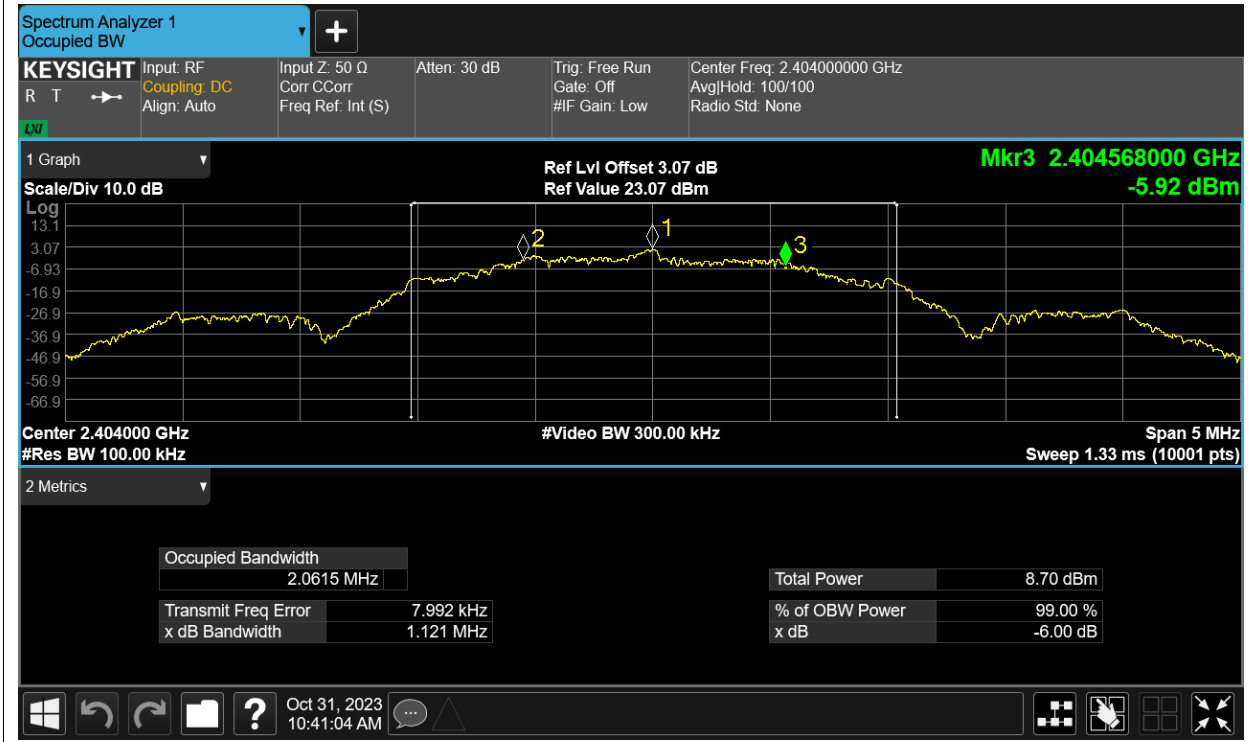 Spectrum Analyzer 1
Occupied BW
KEYSIGHT
R T
LXI
Input: RF
Coupling: DC
Align: Auto
Input Z: 50 Ω
Corr CCorr
Freq Ref: Int (S)
Atten: 30 dB
Trig: Free Run
Gate: Off
#IF Gain: Low
Center Freq: 2.404000000 GHz
Avg|Hold: 100/100
Radio Std: None
1 Graph
Scale/Div 10.0 dB
Ref Lvl Offset 3.07 dB
Ref Value 23.07 dBm
Mkr3 2.404568000 GHz
-5.92 dBm
Log
13.1
3.07
-6.93
-16.9
-26.9
-36.9
-46.9
-56.9
-66.9
2
1
3
Center 2.404000 GHz
#Video BW 300.00 kHz
Span 5 MHz
#Res BW 100.00 kHz
Sweep 1.33 ms (10001 pts)
2 Metrics
Occupied Bandwidth
2.0615 MHz
Total Power 8.70 dBm
Transmit Freq Error 7.992 kHz
% of OBW Power 99.00 %
x dB Bandwidth 1.121 MHz
x dB -6.00 dB
?
Oct 31, 2023
10:41:04 AM